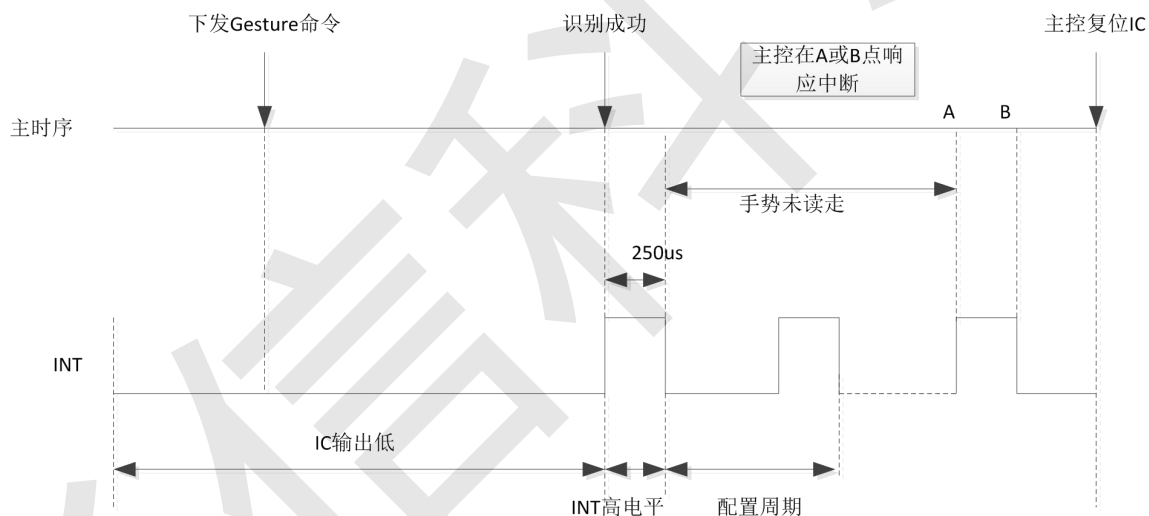 下发Gesture命令
识别成功
主控复位IC
主控在A或B点响
应中断
主时序
A
B
手势未读走
250us
INT
IC输出低
INT高电平
配置周期
信科